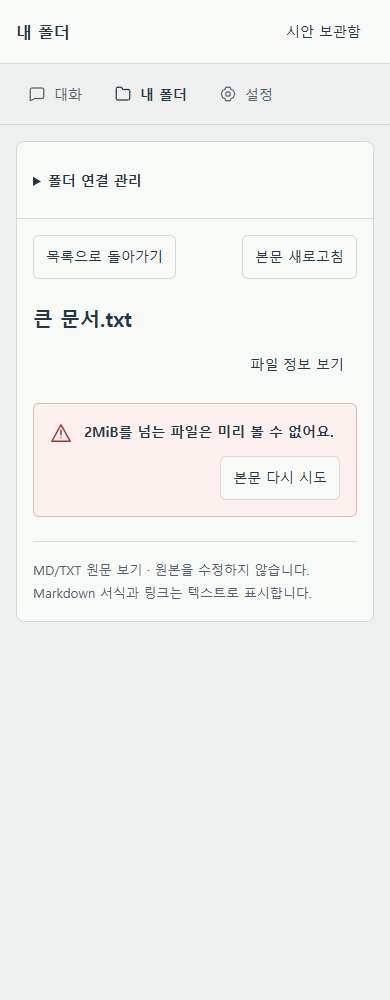 내 폴더
시안 보관함
대화
내 폴더
설정
폴더 연결 관리
목록으로 돌아가기
본문 새로고침
큰 문서.txt
파일 정보 보기
2MiB를 넘는 파일은 미리 볼 수 없어요.
본문 다시 시도
MD/TXT 원문 보기 · 원본을 수정하지 않습니다.
Markdown 서식과 링크는 텍스트로 표시합니다.